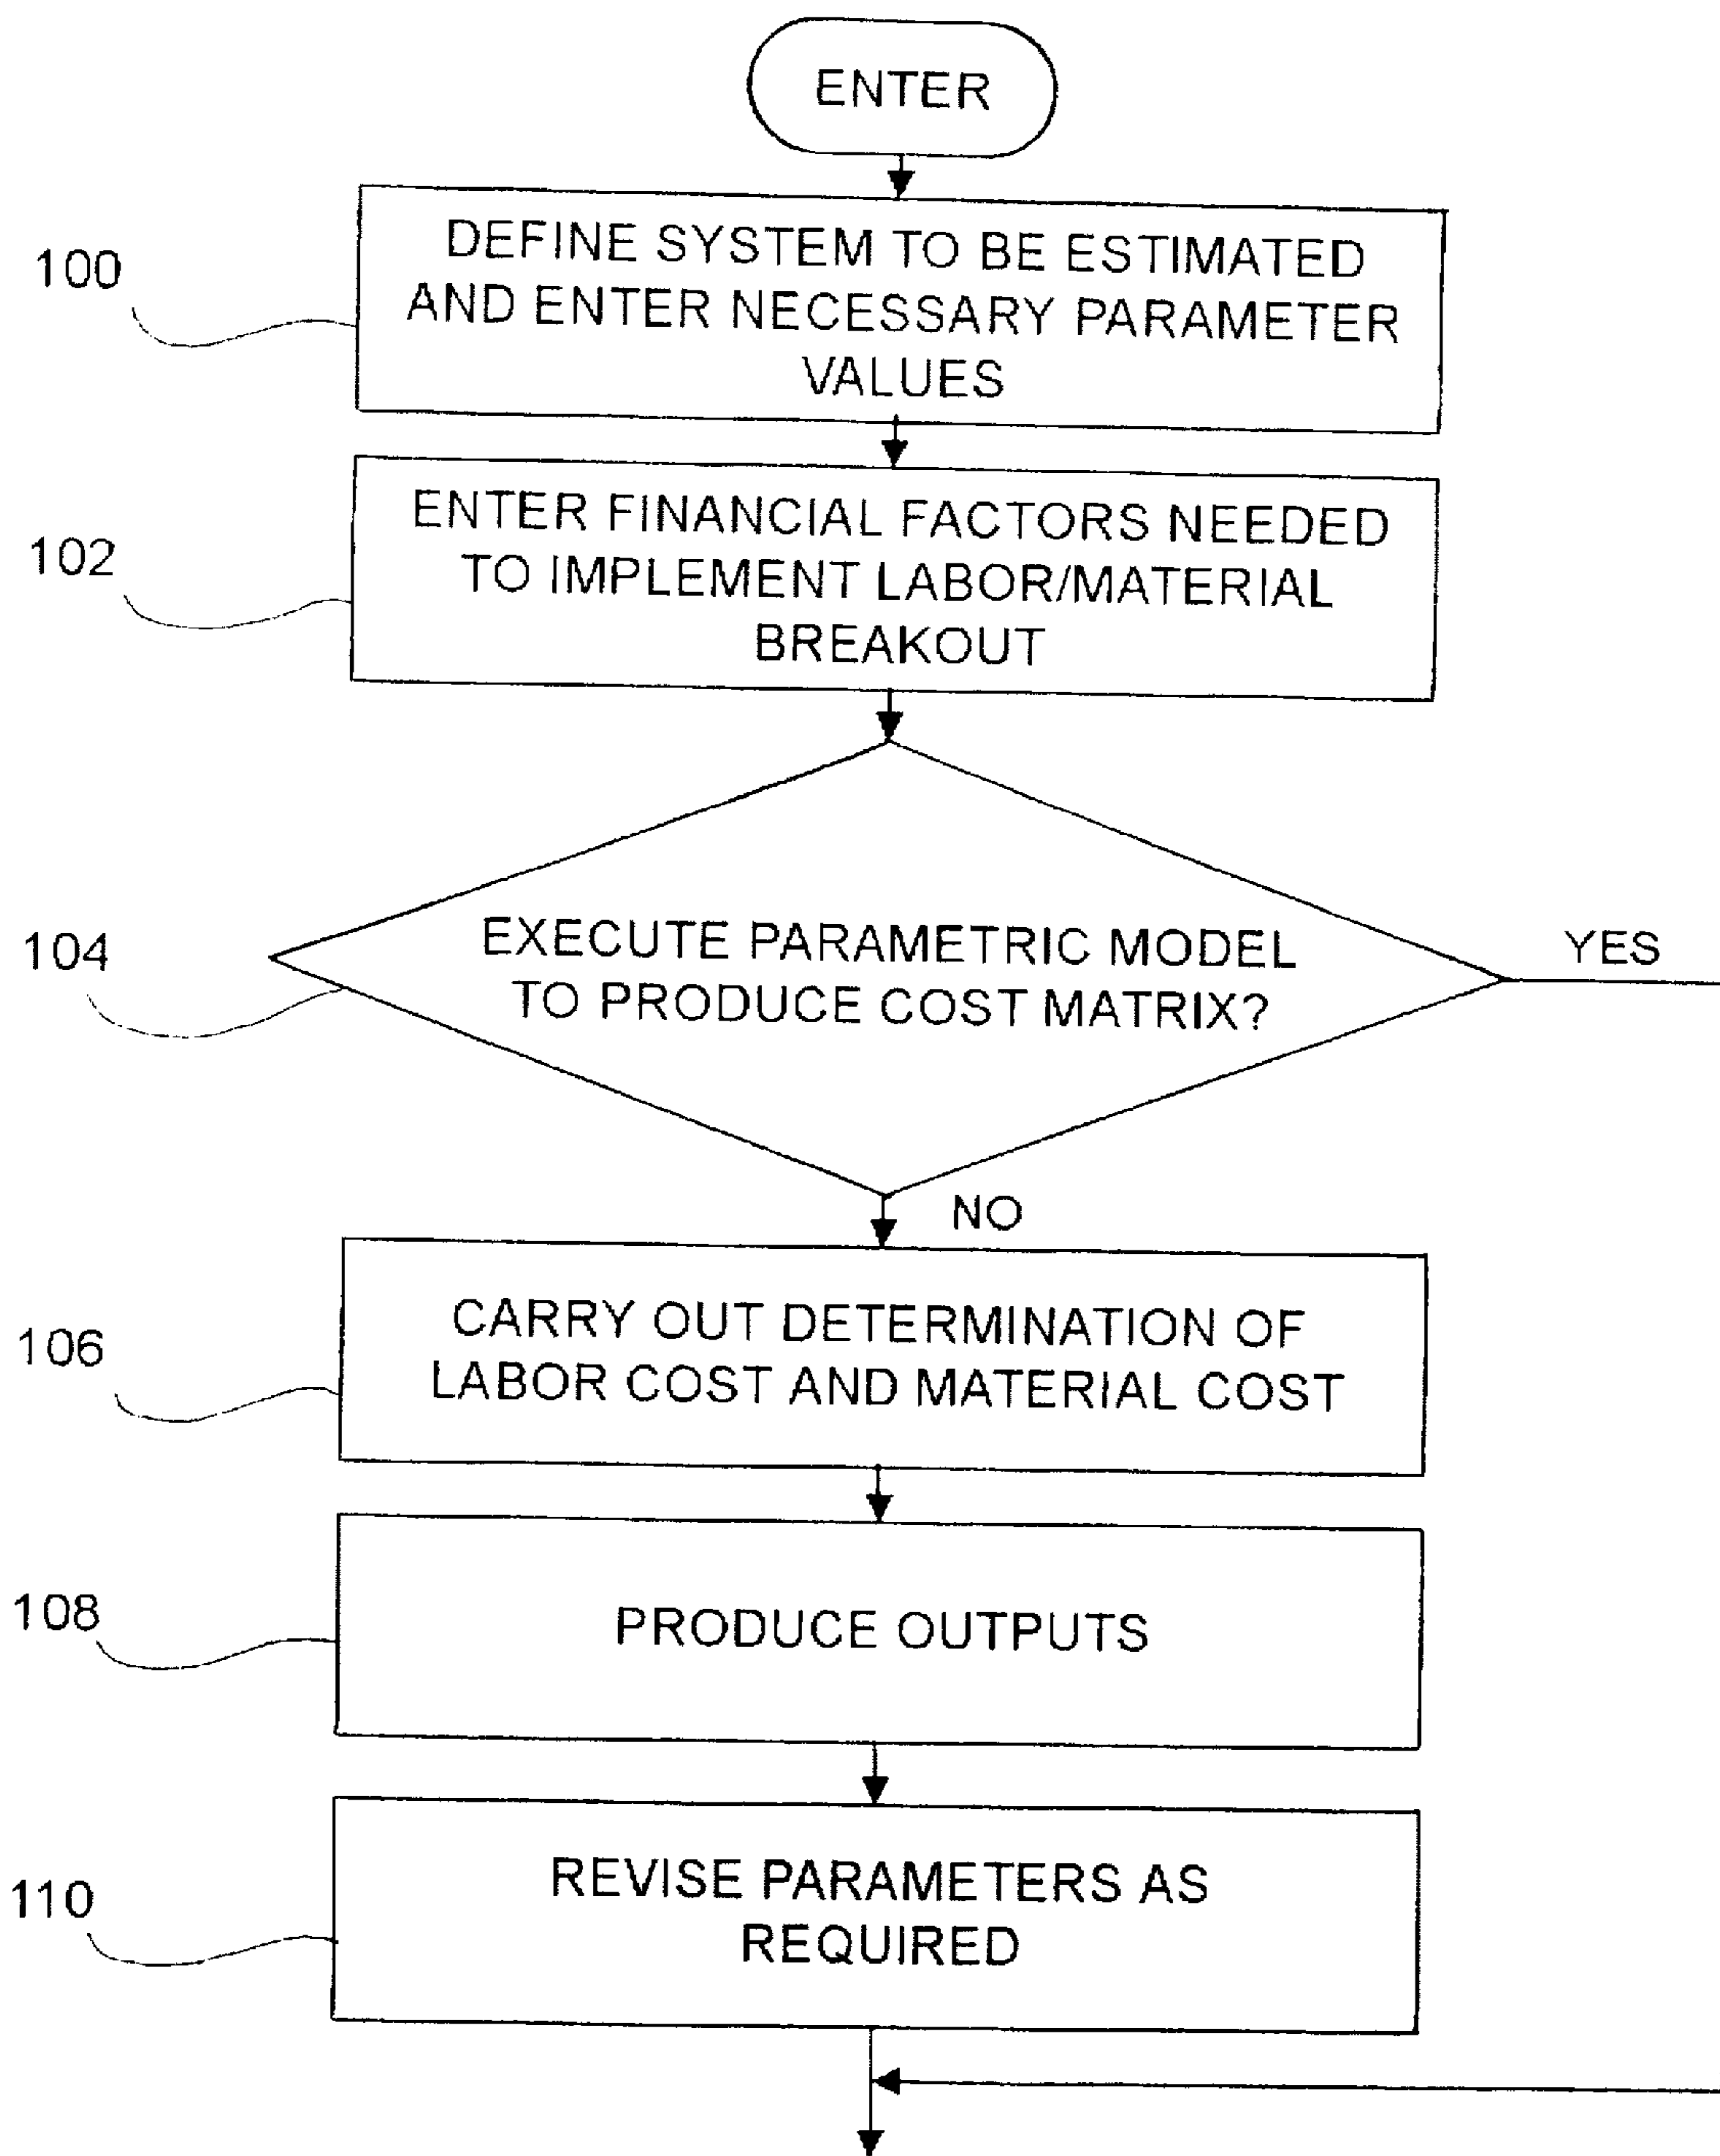 ENTER
100
DEFINE SYSTEM TO BE ESTIMATED
AND ENTER NECESSARY PARAMETER
VALUES
102
ENTER FINANCIAL FACTORS NEEDED
TO IMPLEMENT LABOR/MATERIAL
BREAKOUT
104
EXECUTE PARAMETRIC MODEL
TO PRODUCE COST MATRIX?
YES
NO
106
CARRY OUT DETERMINATION OF
LABOR COST AND MATERIAL COST
108
PRODUCE OUTPUTS
110
REVISE PARAMETERS AS
REQUIRED